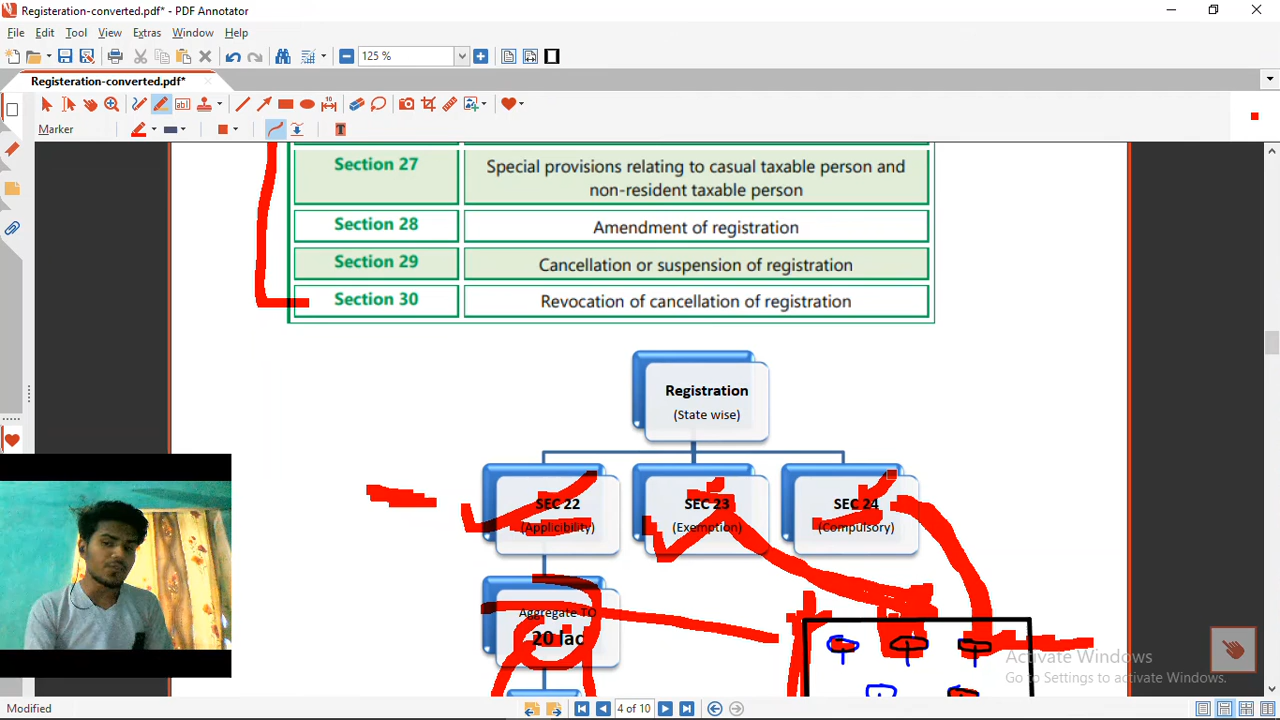 Registeration-converted.pdf* - PDF Annotator
File Edit Tool View Extras Window Help
125 %
Registeration-converted.pdf*
Marker
Section 27
Special provisions relating to casual taxable person and
non-resident taxable person
Section 28
Amendment of registration
Section 29
Cancellation or suspension of registration
Section 30
Revocation of cancellation of registration
Registration
(State wise)
SEC 22
(Applicibility)
SEC 23
(Exemption)
SEC 24
(Compulsory)
Aggregate TO
20 lac
Activate Windows
Go to Settings to activate Windows.
Modified
4 of 10